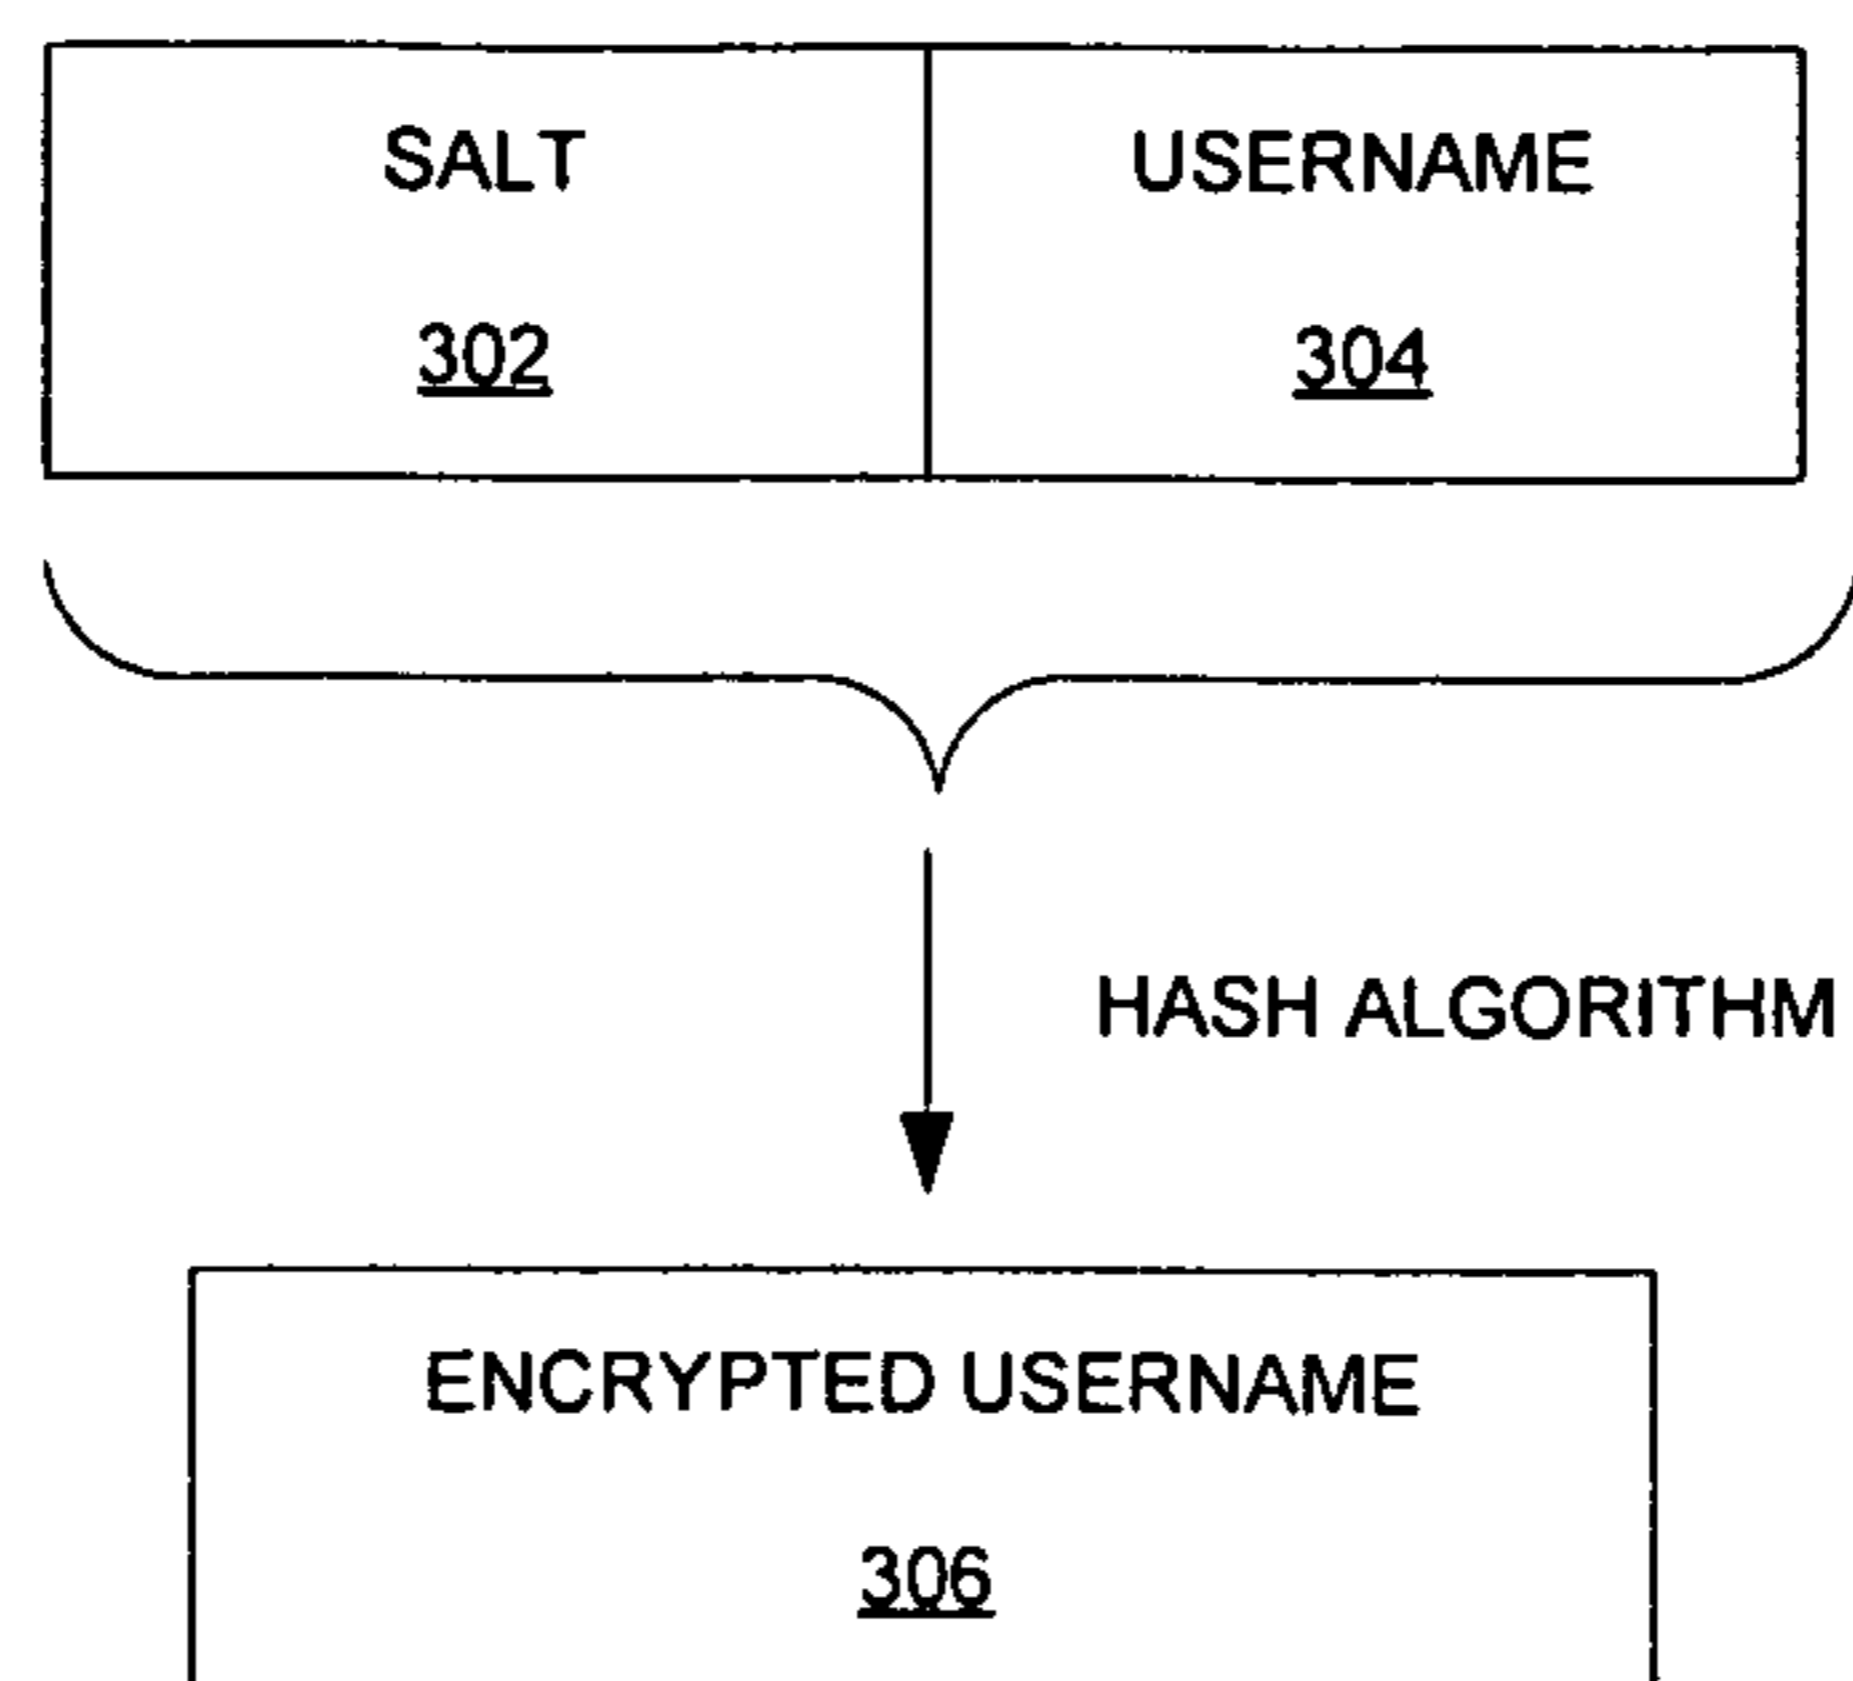 SALT USERNAME
302 304
HASH ALGORITHM
ENCRYPTED USERNAME
306